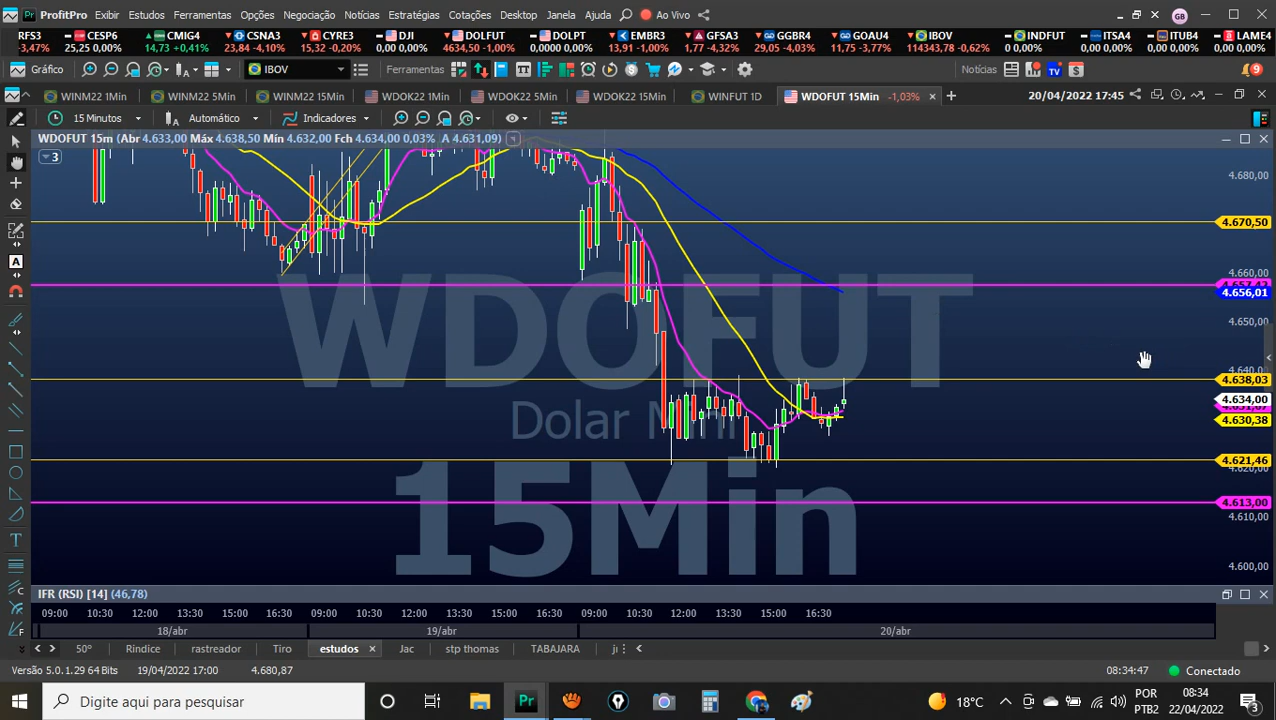 ProfitPro Exibir Estudos Ferramentas Opções Negociação Notícias Estratégias Cotações Desktop Janela Ajuda Ao Vivo GB
RFS3 CESP6 CMIG4 CSNA3 CYRE3 DJI DOLFUT DOLPT EMBR3 GFSA3 GGBR4 GOAU4 IBOV INDFUT ITSA4 ITUB4 LAME4
-3,47% 25,25 0,00% 14,73 +0,41% 23,84 -4,10% 15,32 -0,20% 0,00 0,00% 4634,50 -1,00% 0,0000 0,00% 13,91 -1,00% 1,77 -4,32% 29,05 -4,03% 11,75 -3,77% 114343,78 -0,62% 0 0,00% 0,00 0,00% 0,00 0,00% 0,00 0,00%
Gráfico IBOV Ferramentas Notícias TV $ 9
WINM22 1Min WINM22 5Min WINM22 15Min WDOK22 1Min WDOK22 5Min WDOK22 15Min WINFUT 1D WDOFUT 15Min -1,03% 20/04/2022 17:45
15 Minutos Automático Indicadores
WDOFUT 15m (Abr 4.633,00 Máx 4.638,50 Mín 4.632,00 Fch 4.634,00 0,03% A 4.631,09)
3
4.680,00
4.670,50
4.660,00
4.656,01
4.650,00
4.638,03
4.634,00
4.630,38
4.621,46
4.613,00
4.610,00
4.600,00
WDOFUT
Dolar Mini
15Min
IFR (RSI) [14] (46,78)
09:00 10:30 12:00 13:30 15:00 16:30 09:00 10:30 12:00 13:30 15:00 16:30 09:00 10:30 12:00 13:30 15:00 16:30
18/abr 19/abr 20/abr
50° Rindice rastreador Tiro estudos Jac stp thomas TABAJARA
Versão 5.0.1.29 64 Bits 19/04/2022 17:00 4.680,87 08:34:47 Conectado
Digite aqui para pesquisar Pr 18°C POR 08:34
PTB2 22/04/2022 3